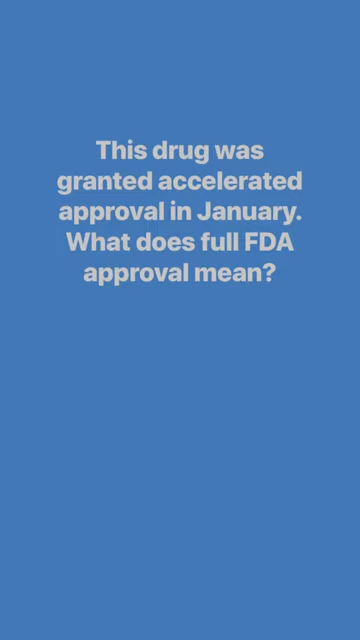 This drug was
granted accelerated
approval in January.
What does full FDA
approval mean?